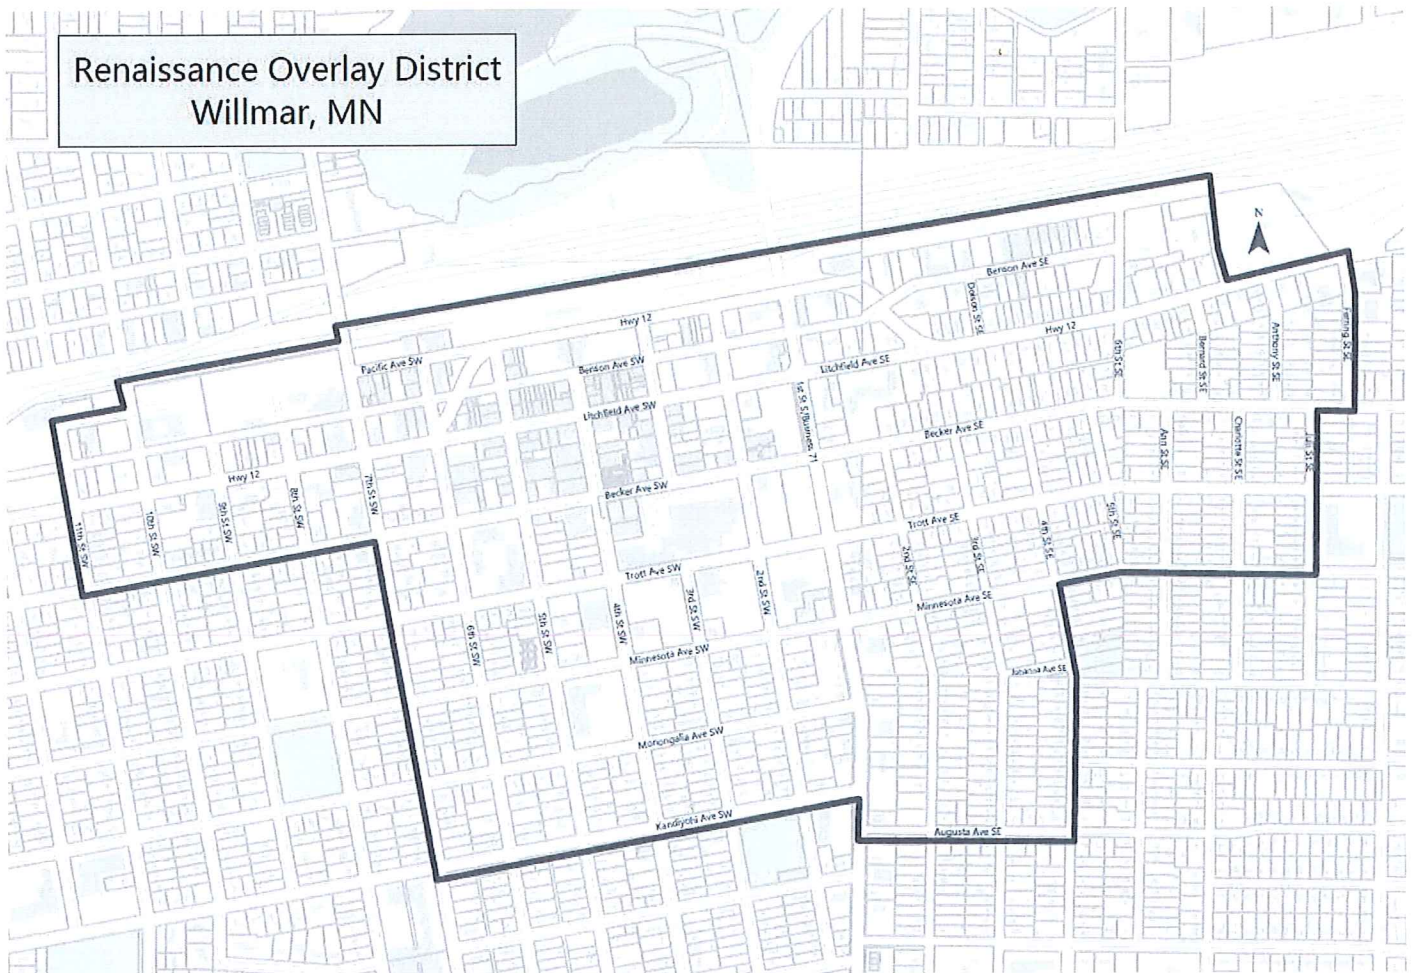 Renaissance Overlay District
Willmar, MN
N
Benson Ave SE
Dotson St SE
Hwy 12
Hwy 12
Ferring St SE
Anthony St SE
Bernard St SE
6th St SE
Pacific Ave SW
Benson Ave SW
Litchfield Ave SE
Litchfield Ave SW
1st St S/Business 71
Becker Ave SE
Ann St SE
Charlotte St SE
Juli St SE
Hwy 12
7th St SW
8th St SW
9th St SW
10th St SW
11th St SW
Becker Ave SW
Trott Ave SE
5th St SE
4th St SE
3rd St SE
2nd St SE
Trott Ave SW
2nd St SW
3rd St SW
4th St SW
5th St SW
6th St SW
Minnesota Ave SE
Minnesota Ave SW
Johanna Ave SE
Monongalia Ave SW
Kandiyohi Ave SW
Augusta Ave SE